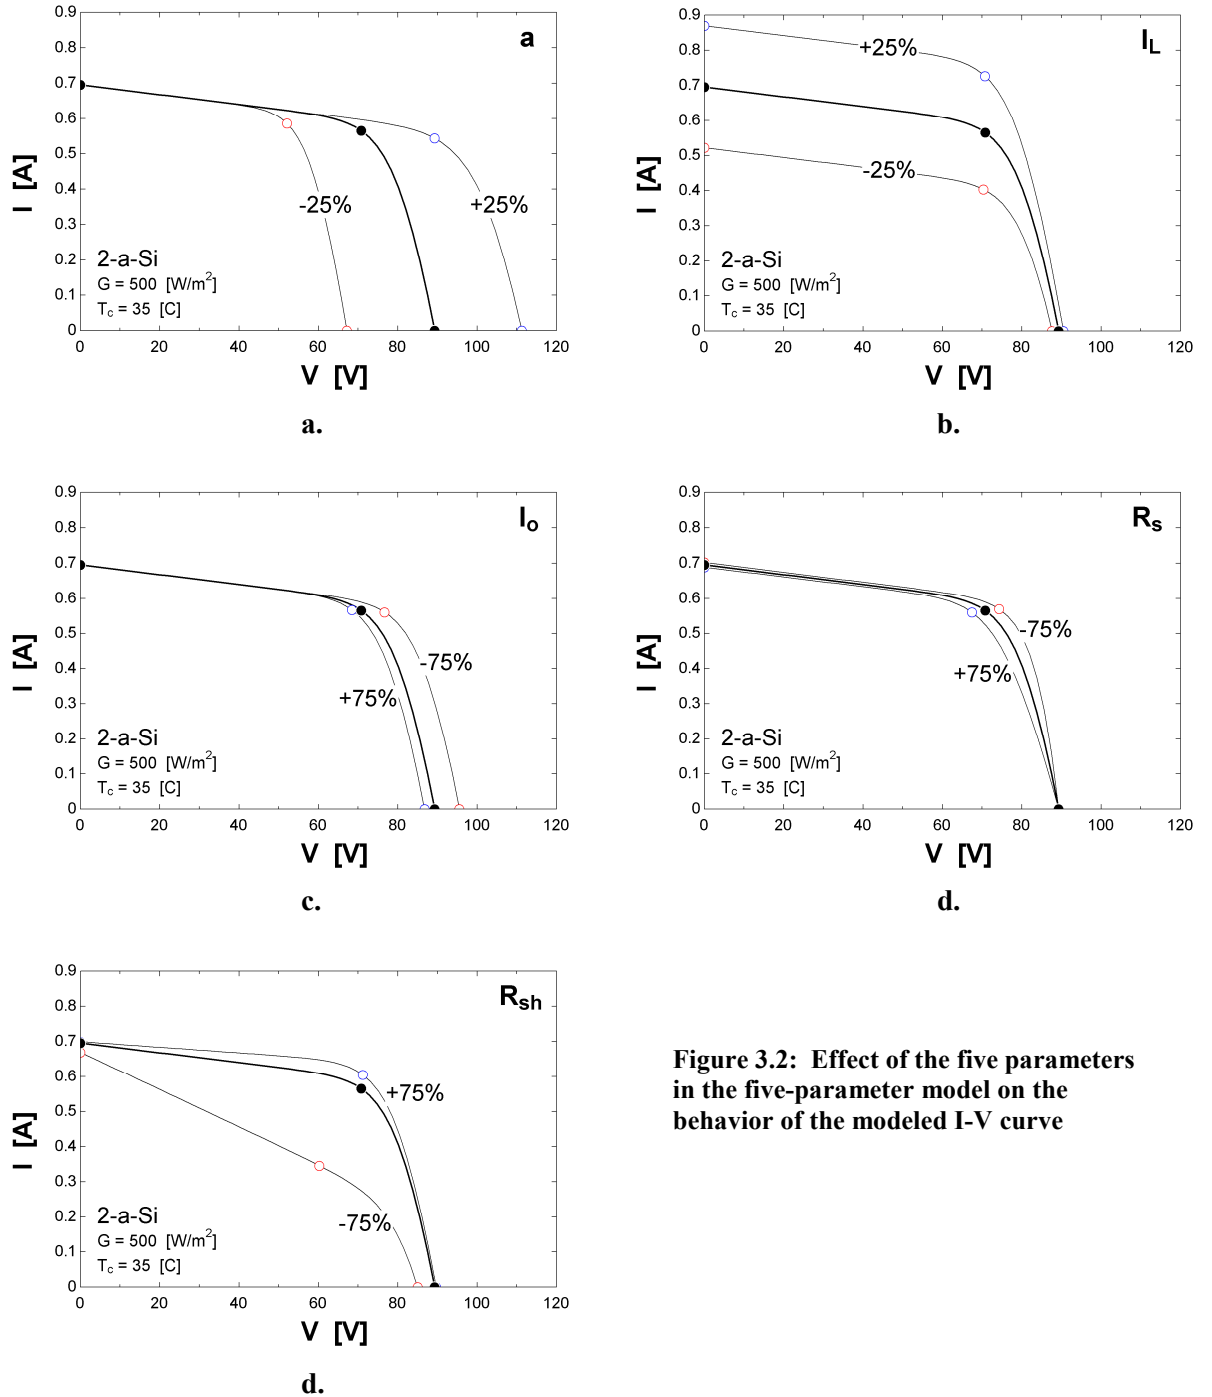 a
0.9
0.8
0.7
0.6
0.5
0.4
0.3
0.2
0.1
0
I [A]
-25%
+25%
2-a-Si
G = 500 [W/m²]
T_c = 35 [C]
0 20 40 60 80 100 120
V [V]
a.
I_L
0.9
0.8
0.7
0.6
0.5
0.4
0.3
0.2
0.1
0
I [A]
+25%
-25%
2-a-Si
G = 500 [W/m²]
T_c = 35 [C]
0 20 40 60 80 100 120
V [V]
b.
I_o
0.9
0.8
0.7
0.6
0.5
0.4
0.3
0.2
0.1
0
I [A]
-75%
+75%
2-a-Si
G = 500 [W/m²]
T_c = 35 [C]
0 20 40 60 80 100 120
V [V]
c.
R_s
0.9
0.8
0.7
0.6
0.5
0.4
0.3
0.2
0.1
0
I [A]
-75%
+75%
2-a-Si
G = 500 [W/m²]
T_c = 35 [C]
0 20 40 60 80 100 120
V [V]
d.
R_sh
0.9
0.8
0.7
0.6
0.5
0.4
0.3
0.2
0.1
0
I [A]
+75%
-75%
2-a-Si
G = 500 [W/m²]
T_c = 35 [C]
0 20 40 60 80 100 120
V [V]
d.
Figure 3.2: Effect of the five parameters
in the five-parameter model on the
behavior of the modeled I-V curve